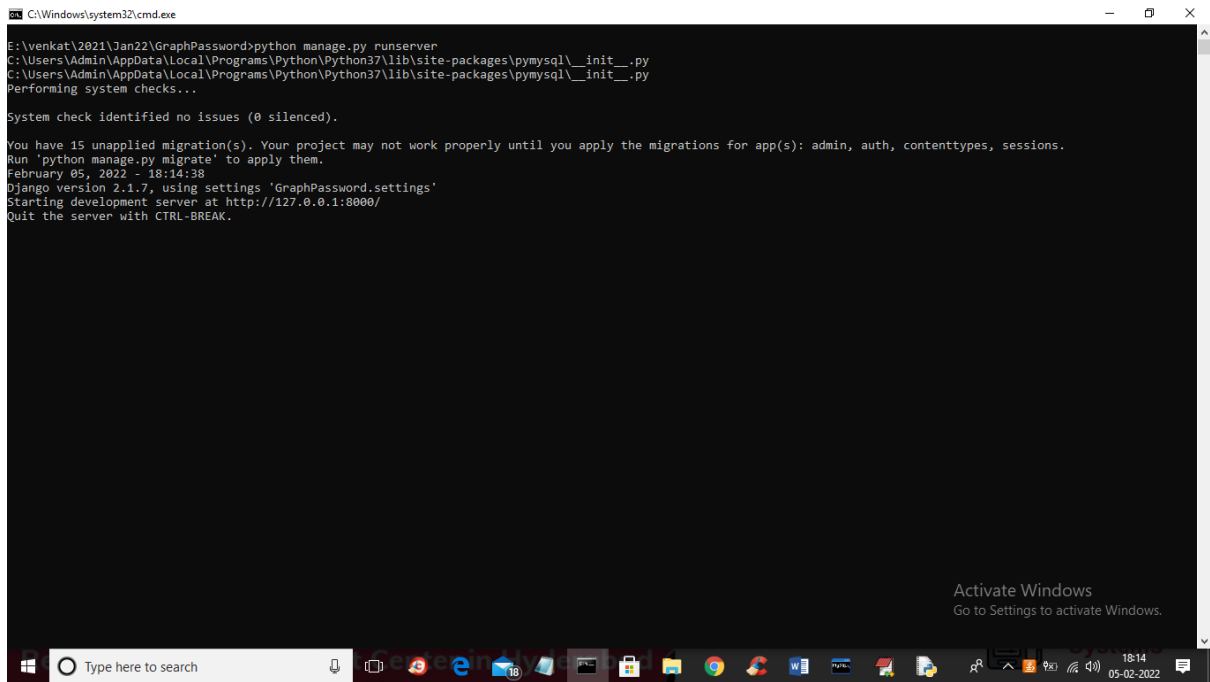 C:\Windows\system32\cmd.exe
E:\venkat\2021\Jan22\GraphPassword>python manage.py runserver
C:\Users\Admin\AppData\Local\Programs\Python\Python37\lib\site-packages\pymysql\__init__.py
C:\Users\Admin\AppData\Local\Programs\Python\Python37\lib\site-packages\pymysql\__init__.py
Performing system checks...
System check identified no issues (0 silenced).
You have 15 unapplied migration(s). Your project may not work properly until you apply the migrations for app(s): admin, auth, contenttypes, sessions.
Run 'python manage.py migrate' to apply them.
February 05, 2022 - 18:14:38
Django version 2.1.7, using settings 'GraphPassword.settings'
Starting development server at http://127.0.0.1:8000/
Quit the server with CTRL-BREAK.
Activate Windows
Go to Settings to activate Windows.
Type here to search
18
18:14
05-02-2022